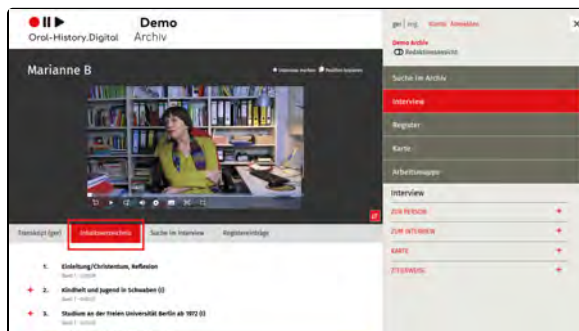 Demo
Oral-History.Digital Archiv
ger | eng Konto Anmelden
Demo Archiv
Redaktionsansicht
Marianne B
Interview merken Position kopieren
Suche im Archiv
Interview
Register
Karte
Arbeitsmappe
Interview
ZUR PERSON +
ZUM INTERVIEW +
KARTE +
ZITIERWEISE +
Transkript (ger) Inhaltsverzeichnis Suche im Interview Registereinträge
1. Einleitung/Christentum, Reflexion
+ 2. Kindheit und Jugend in Schwaben (I)
+ 3. Studium an der Freien Universität Berlin ab 1972 (I)